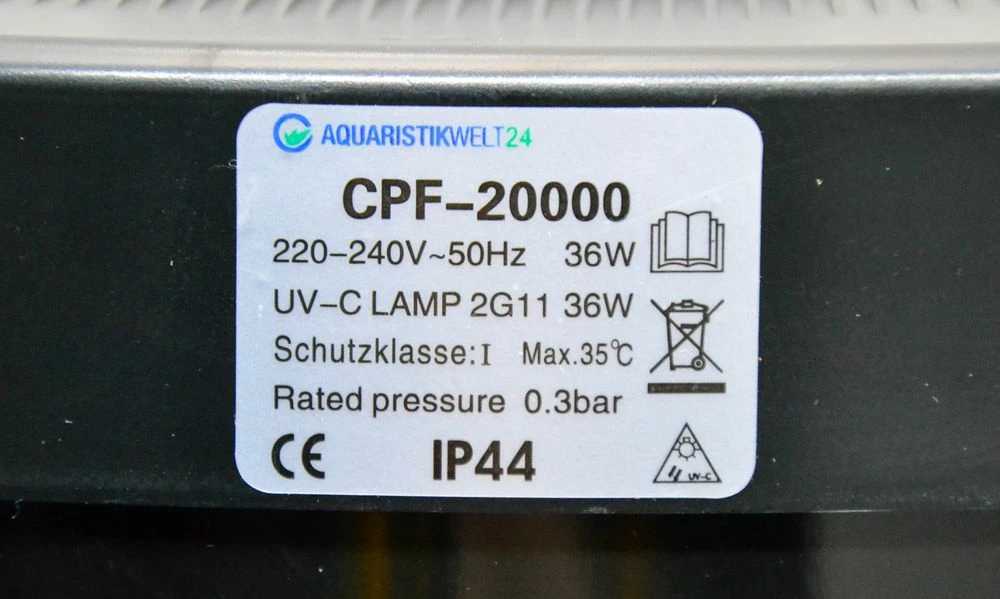 AQUARISTIKWELT24
CPF-20000
220-240V~50Hz 36W
UV-C LAMP 2G11 36W
Schutzklasse: I Max.35℃
Rated pressure 0.3bar
CE IP44
UV-C